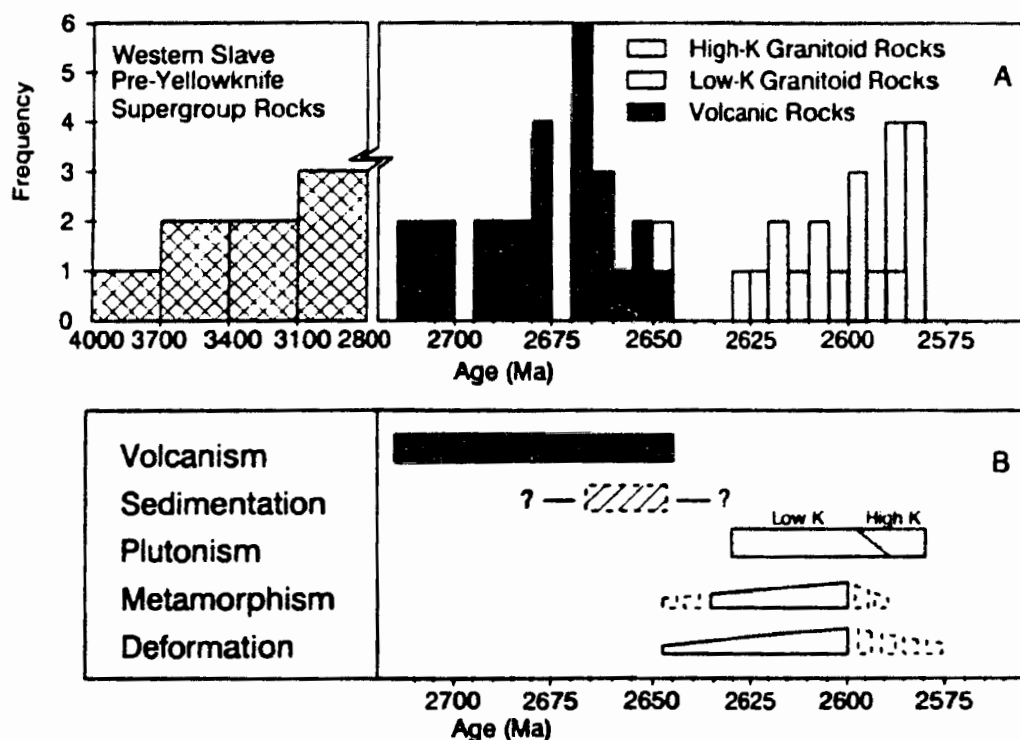 6
5
4
3
2
1
0
Frequency
Western Slave
Pre-Yellowknife
Supergroup Rocks
High-K Granitoid Rocks
Low-K Granitoid Rocks
Volcanic Rocks
A
4000 3700 3400 3100 2800 2700 2675 2650 2625 2600 2575
Age (Ma)
B
Volcanism
Sedimentation
? ?
Low K High K
Plutonism
Metamorphism
Deformation
2700 2675 2650 2625 2600 2575
Age (Ma)